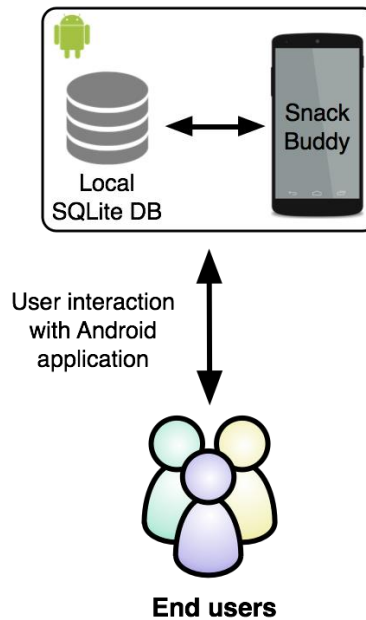 Snack
Buddy
Local
SQLite DB
User interaction
with Android
application
End users